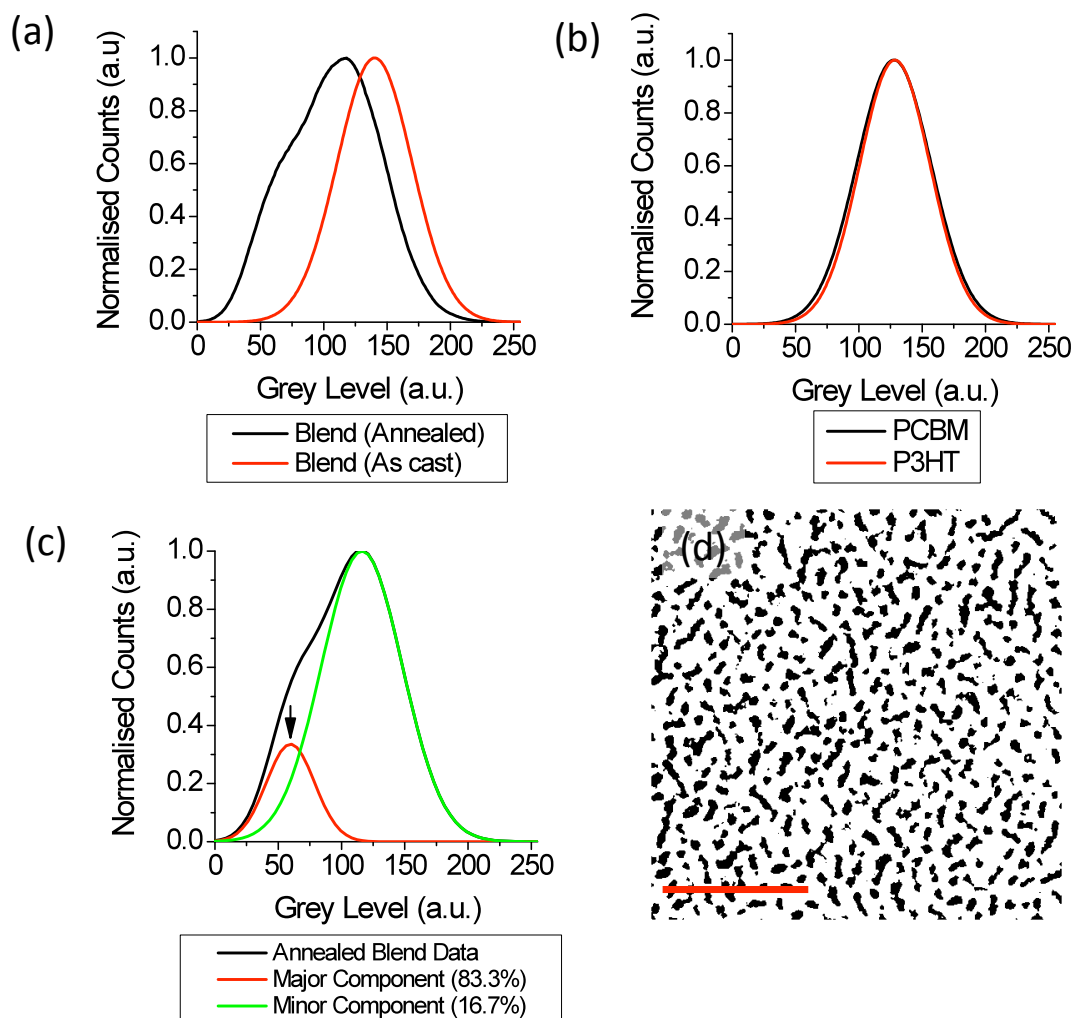 (a)
Normalised Counts (a.u)
1.0
0.8
0.6
0.4
0.2
0.0
0 50 100 150 200 250
Grey Level (a.u.)
Blend (Annealed)
Blend (As cast)
(b)
Normalised Counts (a.u.)
1.0
0.8
0.6
0.4
0.2
0.0
0 50 100 150 200 250
Grey Level (a.u.)
PCBM
P3HT
(c)
Normalised Counts (a.u.)
1.0
0.8
0.6
0.4
0.2
0.0
0 50 100 150 200 250
Grey Level (a.u.)
Annealed Blend Data
Major Component (83.3%)
Minor Component (16.7%)
(d)